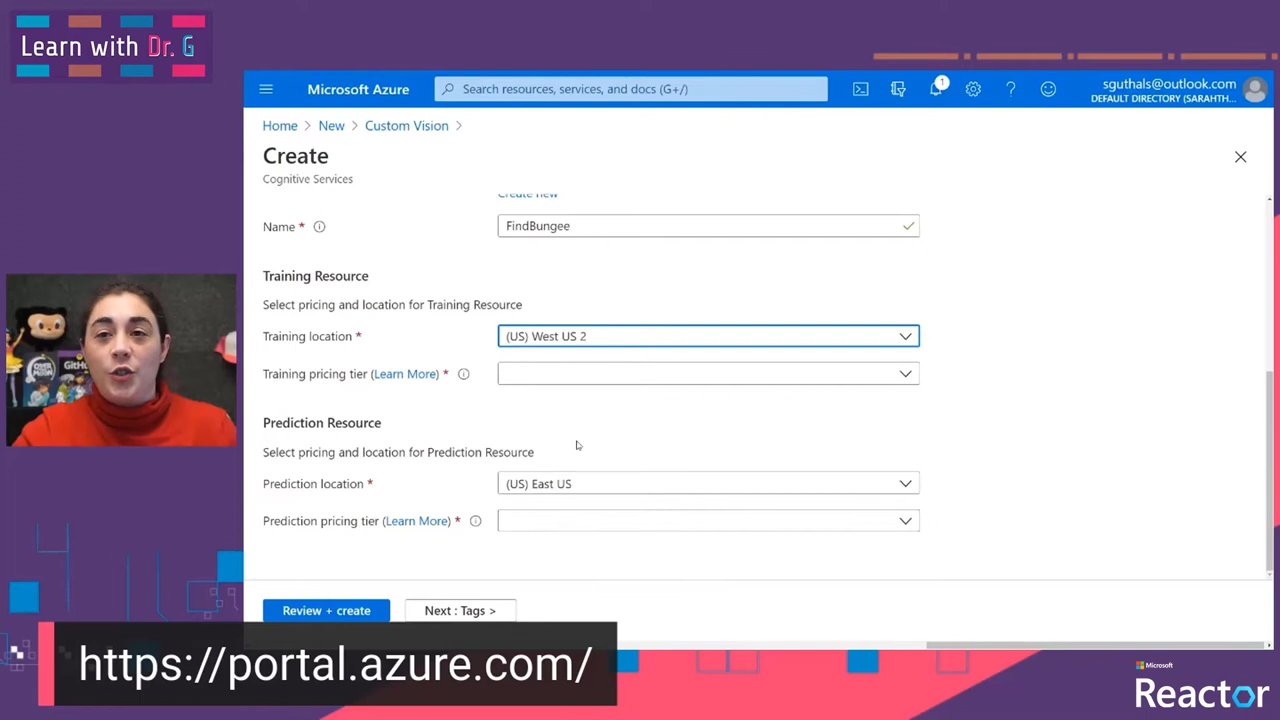 Learn with Dr. G
Microsoft Azure
Search resources, services, and docs (G+/)
1
sguthals@outlook.com
DEFAULT DIRECTORY (SARAHTH...
Home > New > Custom Vision >
Create
Cognitive Services
Create new
Name *
FindBungee
Training Resource
Select pricing and location for Training Resource
Training location *
(US) West US 2
Training pricing tier (Learn More) *
Prediction Resource
Select pricing and location for Prediction Resource
Prediction location *
(US) East US
Prediction pricing tier (Learn More) *
Review + create
Next : Tags >
https://portal.azure.com/
Microsoft
Reactor